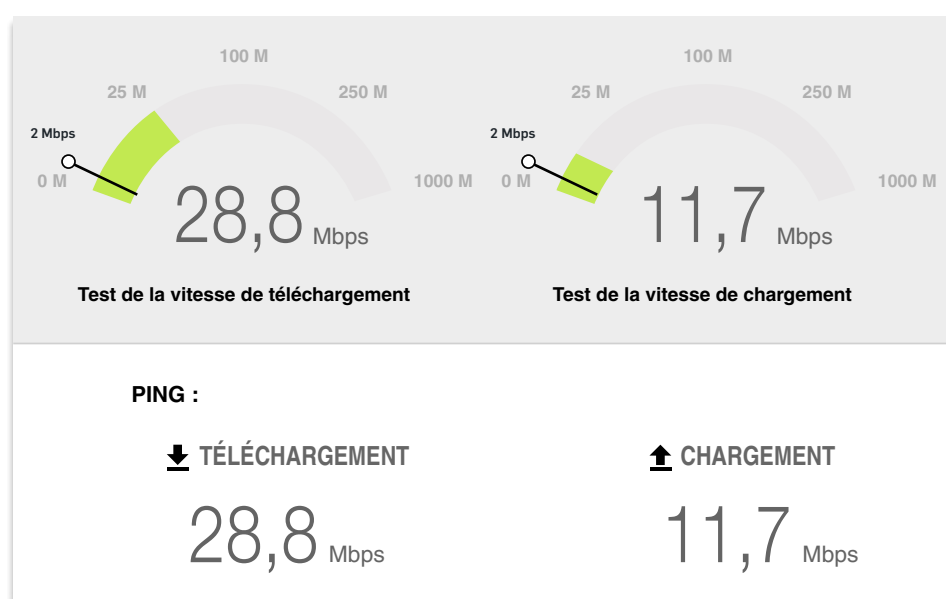 100 M
100 M
25 M
250 M
25 M
250 M
2 Mbps
2 Mbps
0 M
1000 M
0 M
1000 M
28,8 Mbps
11,7 Mbps
Test de la vitesse de téléchargement
Test de la vitesse de chargement
PING :
TÉLÉCHARGEMENT
CHARGEMENT
28,8 Mbps
11,7 Mbps